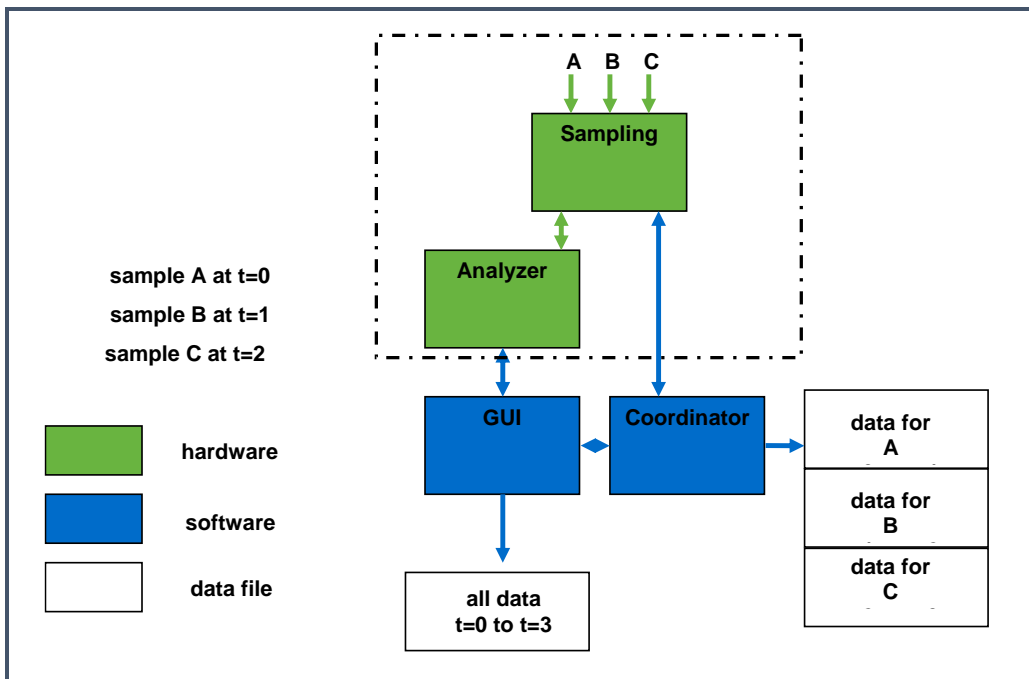 A B C
Sampling
Analyzer
sample A at t=0
sample B at t=1
sample C at t=2
GUI
Coordinator
data for
A
data for
B
data for
C
hardware
software
data file
all data
t=0 to t=3